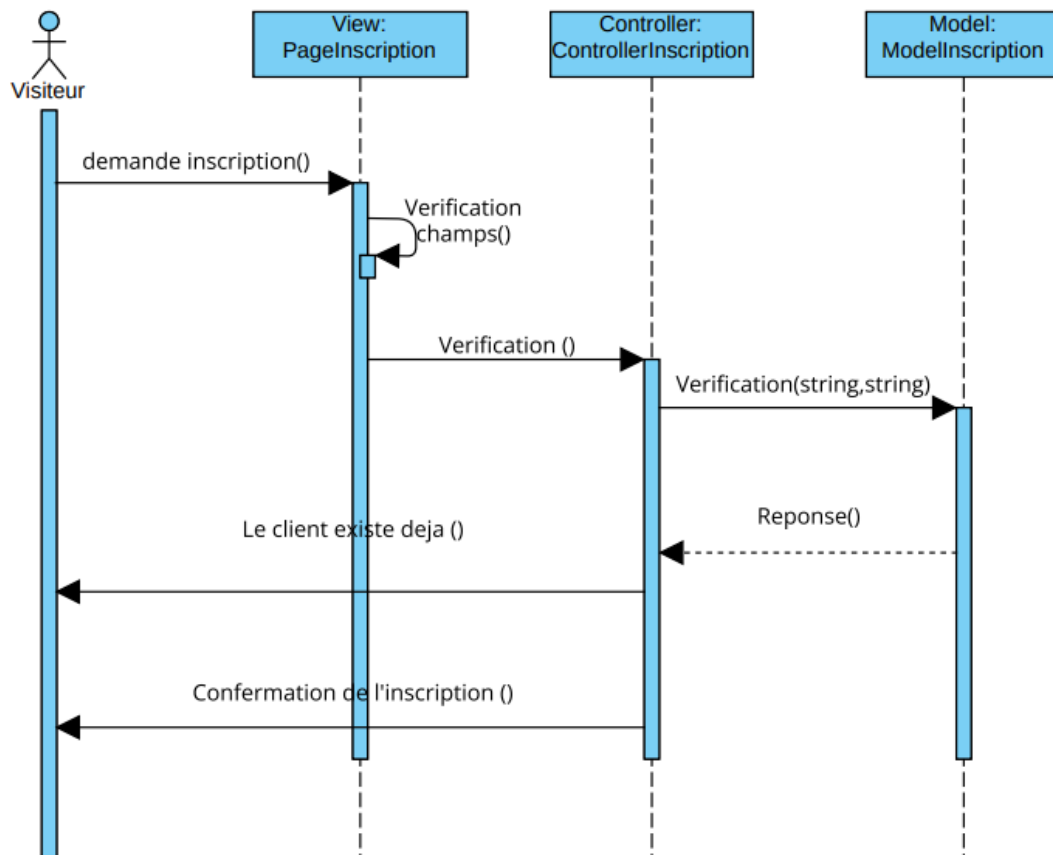 Visiteur
View:
PageInscription
Controller:
ControllerInscription
Model:
ModelInscription
demande inscription()
Verification
champs()
Verification ()
Verification(string,string)
Reponse()
Le client existe deja ()
Confermation de l'inscription ()